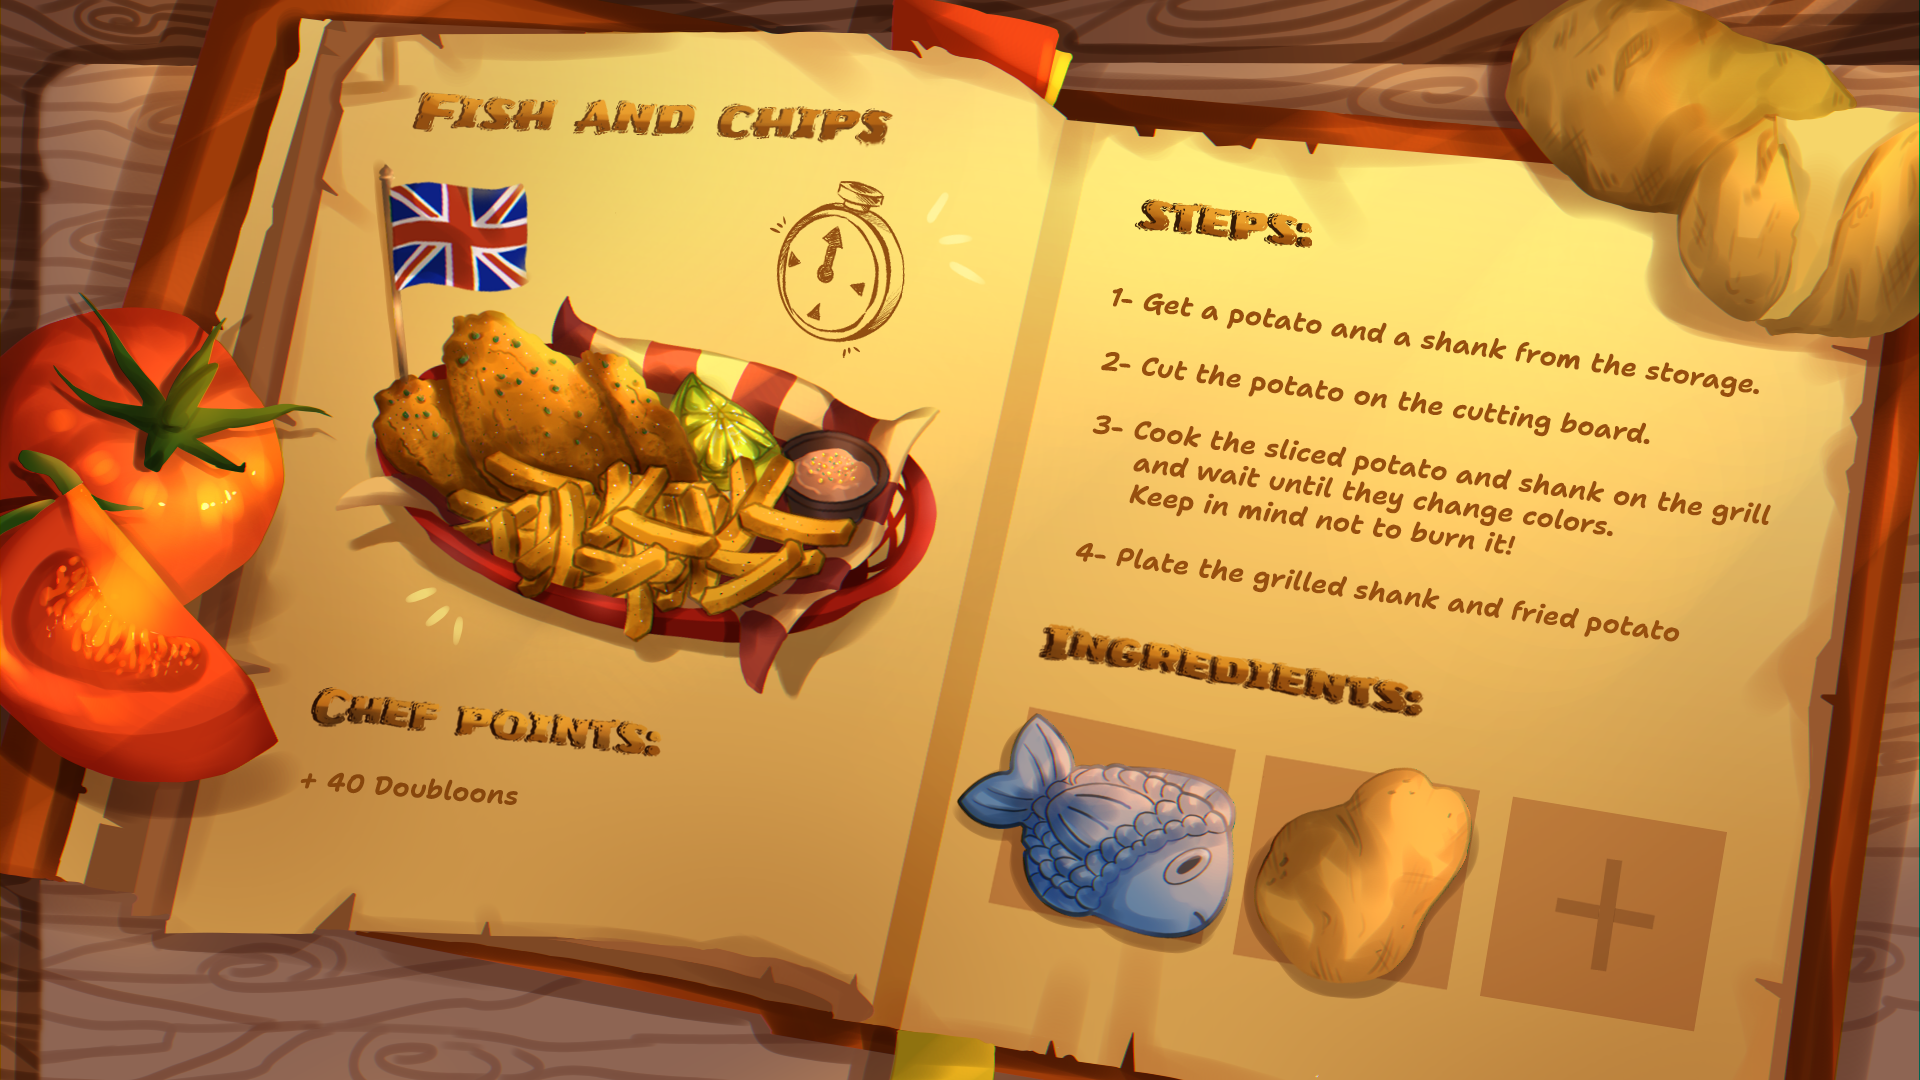 Fish and chips
Chef points:
+ 40 Doubloons
Steps:
1- Get a potato and a shank from the storage.
2- Cut the potato on the cutting board.
3- Cook the sliced potato and shank on the grill
and wait until they change colors.
Keep in mind not to burn it!
4- Plate the grilled shank and fried potato
Ingredients: